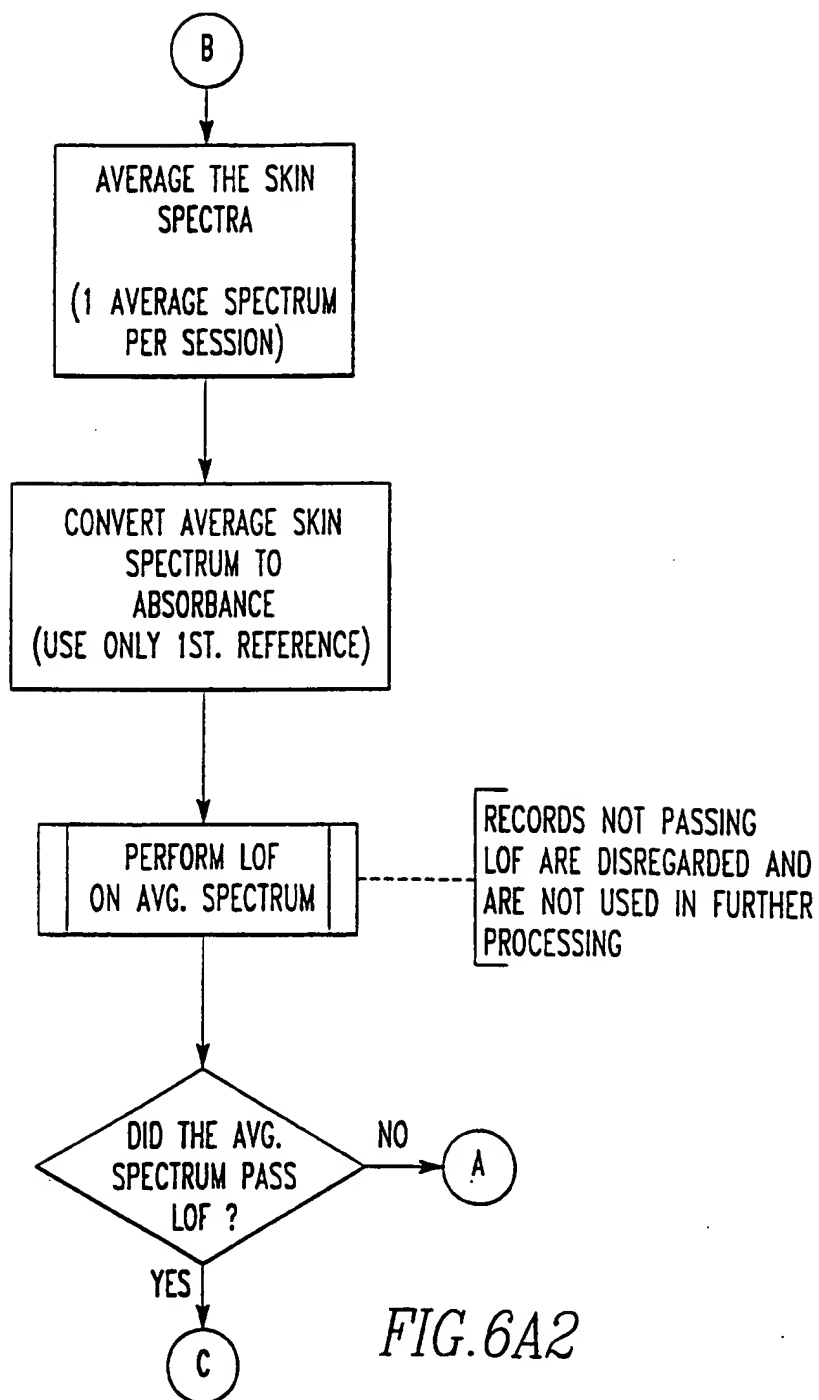 B
AVERAGE THE SKIN
SPECTRA
(1 AVERAGE SPECTRUM
PER SESSION)
CONVERT AVERAGE SKIN
SPECTRUM TO
ABSORBANCE
(USE ONLY 1ST. REFERENCE)
PERFORM LOF
ON AVG. SPECTRUM
RECORDS NOT PASSING
LOF ARE DISREGARDED AND
ARE NOT USED IN FURTHER
PROCESSING
DID THE AVG.
SPECTRUM PASS
LOF ?
NO
A
YES
C
FIG.6A2